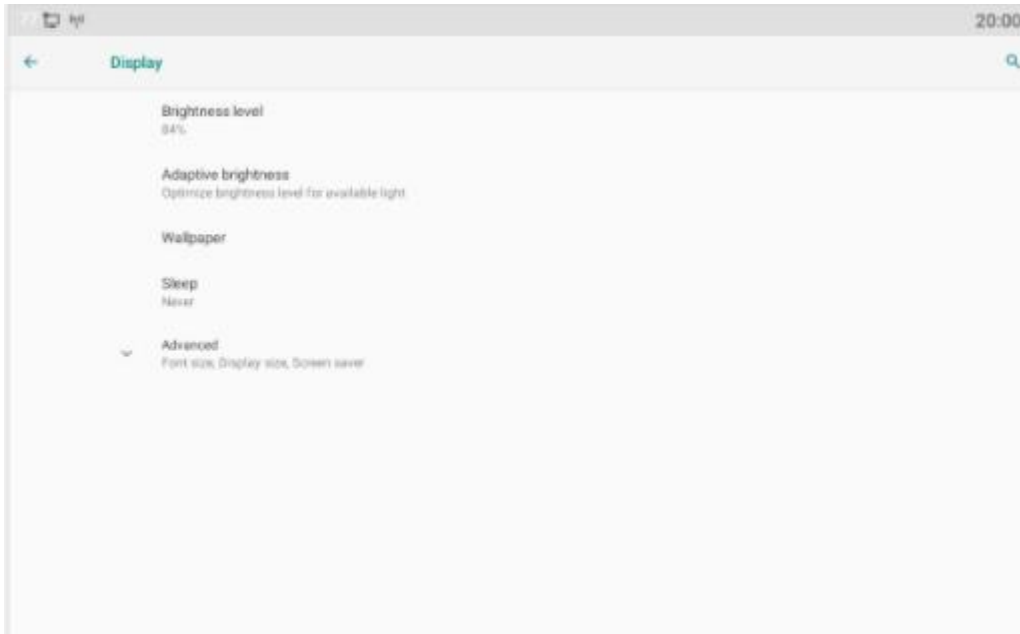 20:00
Display
Brightness level
84%
Adaptive brightness
Optimize brightness level for available light
Wallpaper
Sleep
Never
Advanced
Font size, Display size, Screen saver